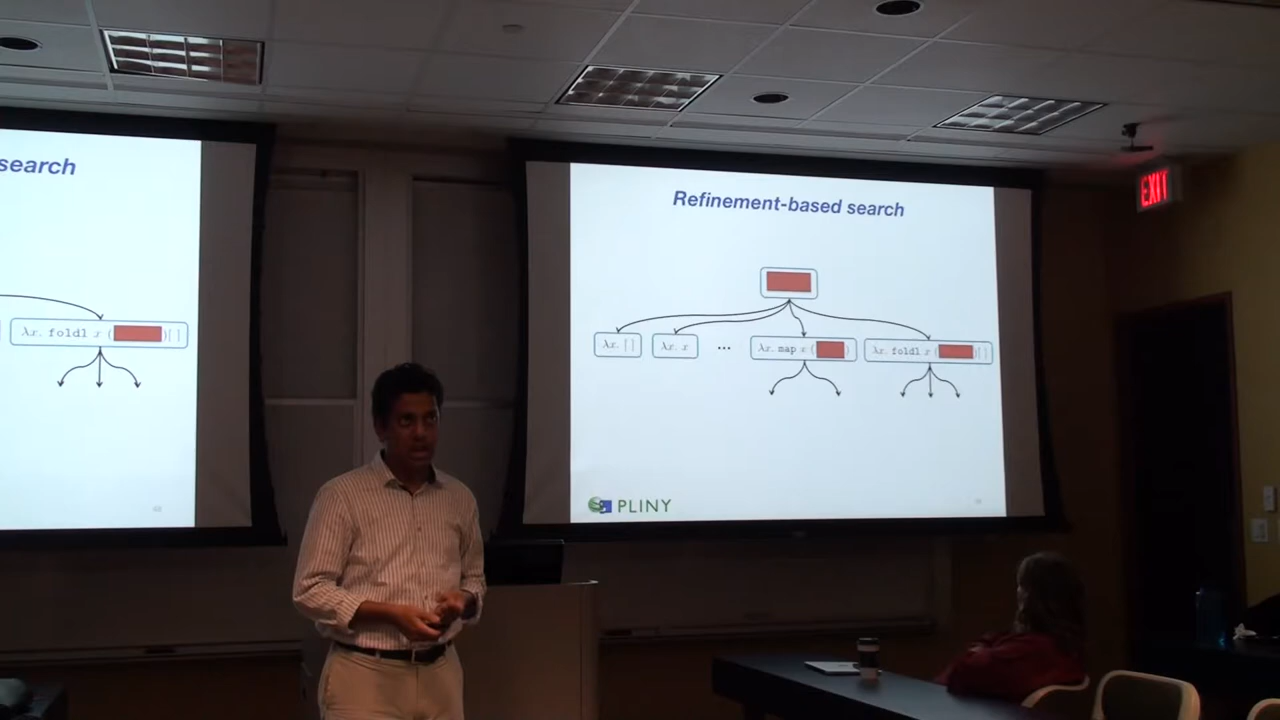 search
λx. foldl x ( )[ ]
Refinement-based search
λx. [ ]
λx. x
...
λx. map x ( )
λx. foldl x ( )[ ]
PLINY
EXIT